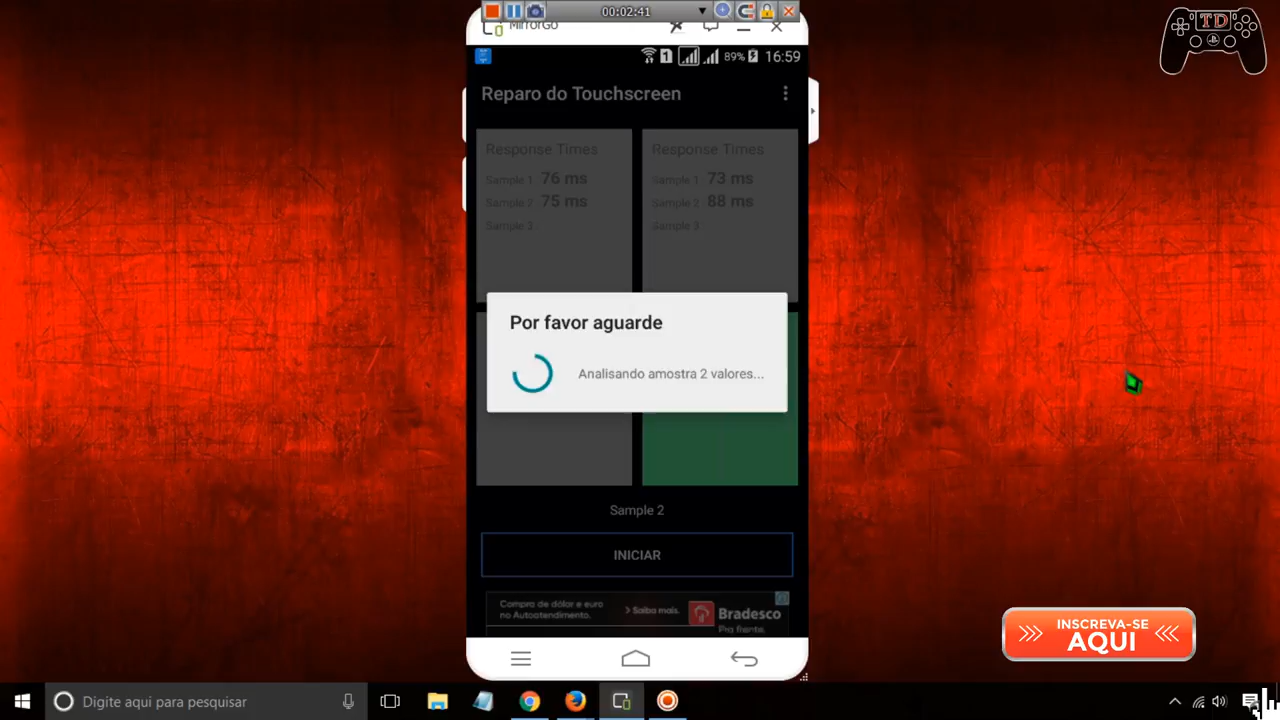 00:02:41
TD
MirrorGo
1
89%
16:59
Reparo do Touchscreen
Response Times
Sample 1 76 ms
Sample 2 75 ms
Sample 3
Response Times
Sample 1 73 ms
Sample 2 88 ms
Sample 3
Por favor aguarde
Analisando amostra 2 valores...
Sample 2
INICIAR
Compra de dólar e euro
no Autoatendimento.
> Saiba mais.
Bradesco
Pra frente.
INSCREVA-SE
AQUI
Digite aqui para pesquisar